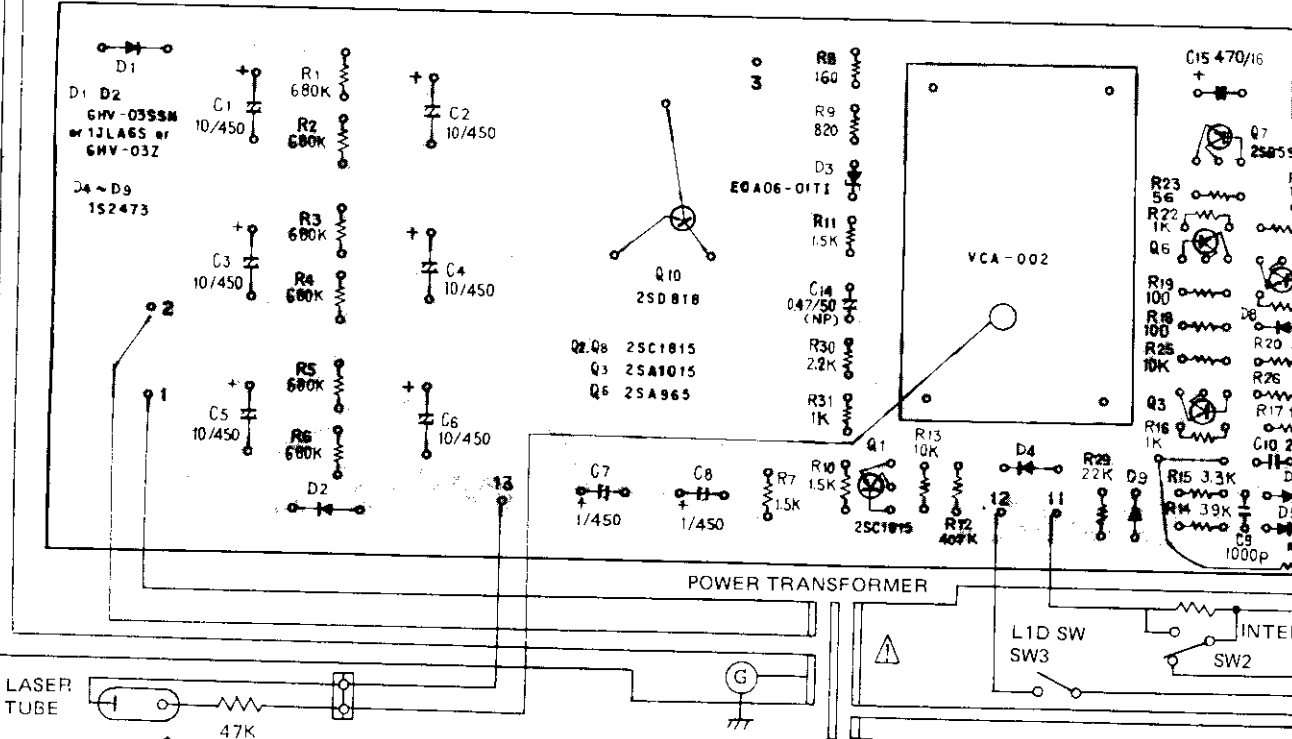 D1
D1 D2
GHV-03SSN
or 1JLA6S or
GHV-03Z
D4 ~ D9
1S2473
C1
10/450
R1
680K
R2
680K
C2
10/450
R3
680K
C3
10/450
R4
680K
C4
10/450
2
1
R5
680K
C5
10/450
R6
680K
C6
10/450
D2
13
3
Q10
2SD818
Q2.Q8 2SC1815
Q3 2SA1015
Q6 2SA965
C7
1/450
C8
1/450
R7
1.5K
R8
160
R9
820
D3
EQA06-01TI
R11
1.5K
C14
0.47/50
(NP)
R30
2.2K
R31
1K
R10
1.5K
Q1
2SC1815
R13
10K
R12
VCA-002
D4
12
11
R29
22K
D9
C15 470/16
Q7
R23
56
R22
1K
Q6
R19
100
R18
100
R25
10K
D8
R20
R26
Q3
R17
R16
1K
C10
R15 3.3K
R14 39K
C9
1000p
POWER TRANSFORMER
LASER
TUBE
47K
G
L1D SW
SW3
SW2